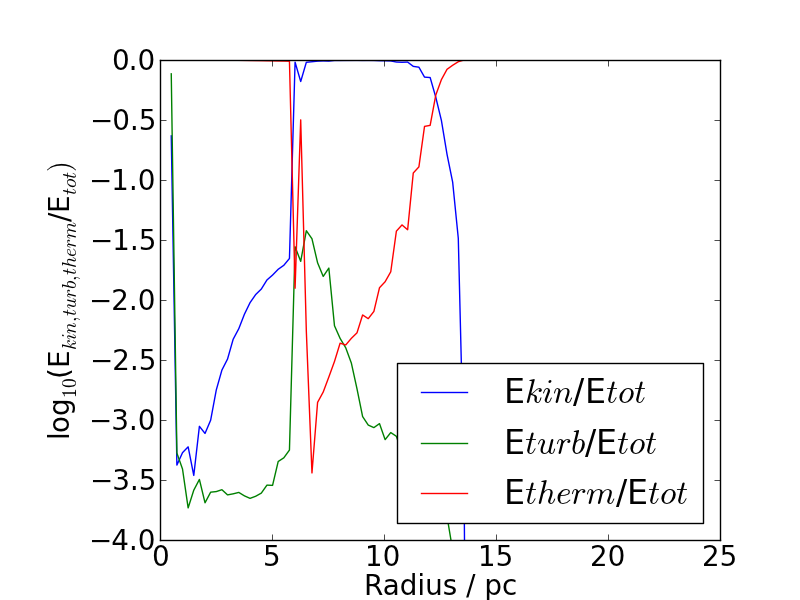 0.0
−0.5
−1.0
−1.5
−2.0
−2.5
−3.0
−3.5
−4.0
log10(Ekin,turb,therm/Etot)
0 5 10 15 20 25
Radius / pc
Ekin/Etot
Eturb/Etot
Etherm/Etot